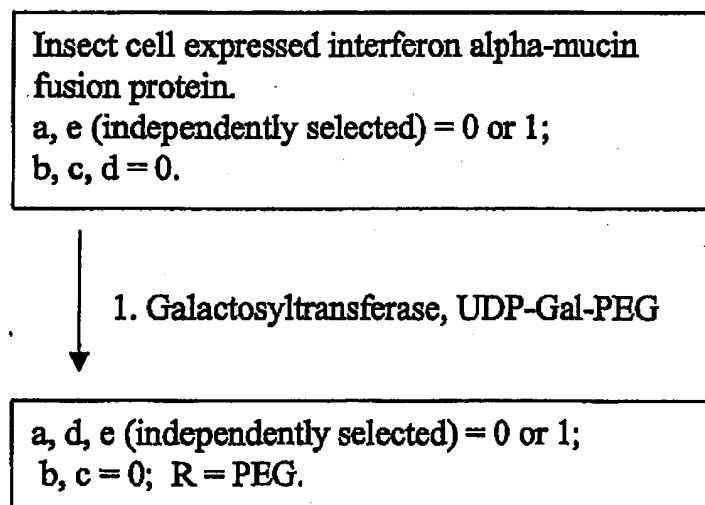 Insect cell expressed interferon alpha-mucin
fusion protein.
a, e (independently selected) = 0 or 1;
b, c, d = 0.
1. Galactosyltransferase, UDP-Gal-PEG
a, d, e (independently selected) = 0 or 1;
b, c = 0; R = PEG.